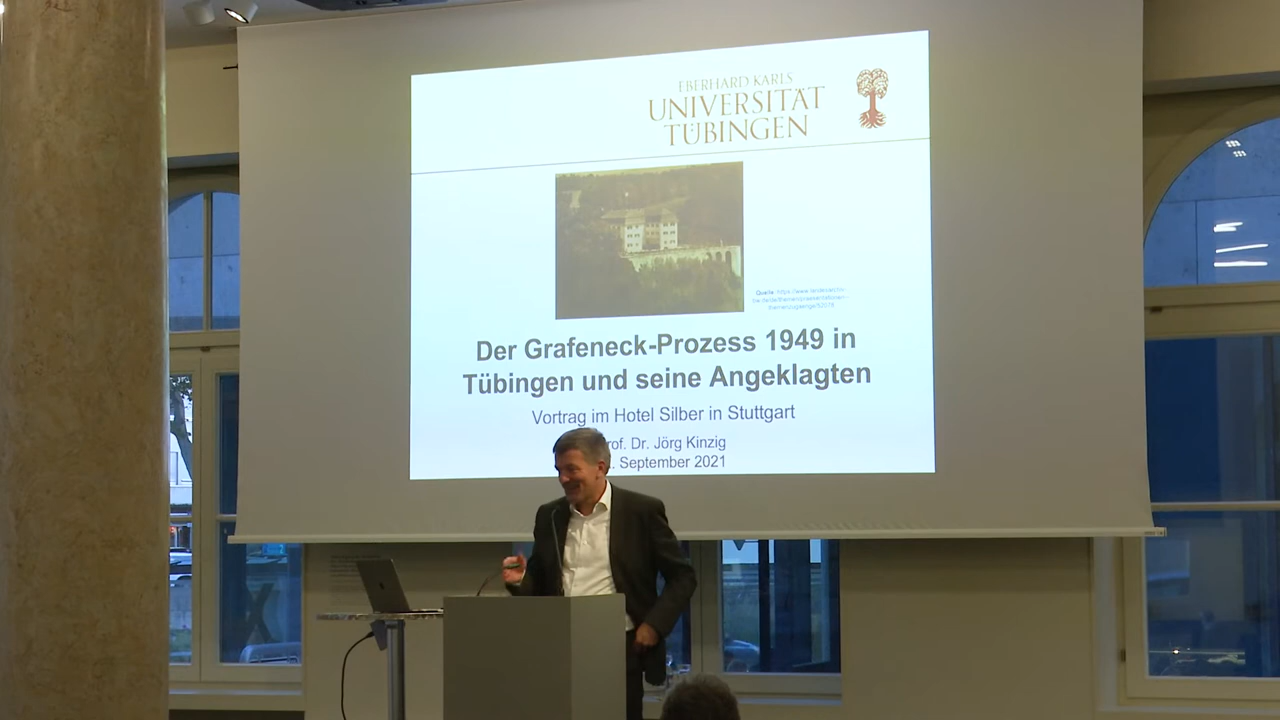 EBERHARD KARLS
UNIVERSITÄT
TÜBINGEN
Quelle:
Der Grafeneck-Prozess 1949 in
Tübingen und seine Angeklagten
Vortrag im Hotel Silber in Stuttgart
rof. Dr. Jörg Kinzig
. September 2021